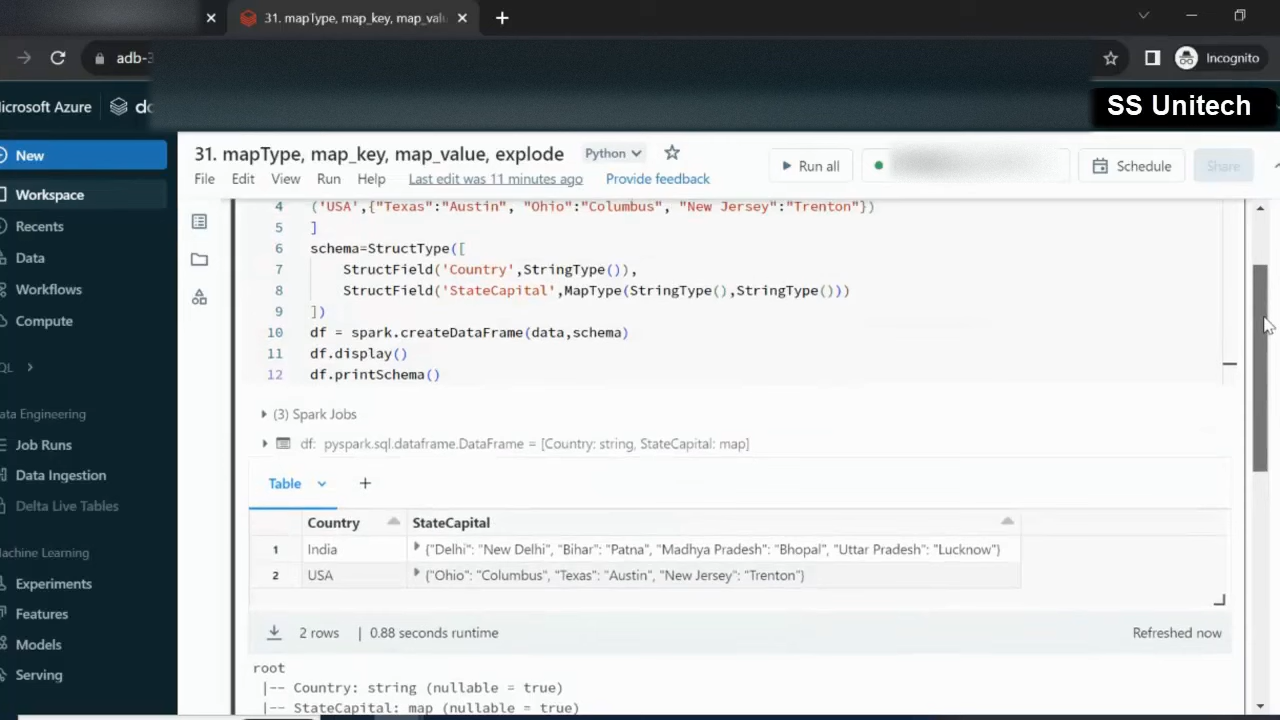 31. mapType, map_key, map_valu
adb-3
Incognito
icrosoft Azure
SS Unitech
New
31. mapType, map_key, map_value, explode Python
Run all
Schedule
Share
File Edit View Run Help Last edit was 11 minutes ago Provide feedback
Workspace
Recents
Data
Workflows
Compute
QL
ata Engineering
Job Runs
Data Ingestion
Delta Live Tables
achine Learning
Experiments
Features
Models
Serving
4 ('USA',{"Texas":"Austin", "Ohio":"Columbus", "New Jersey":"Trenton"})
5 ]
6 schema=StructType([
7 StructField('Country',StringType()),
8 StructField('StateCapital',MapType(StringType(),StringType()))
9 ])
10 df = spark.createDataFrame(data,schema)
11 df.display()
12 df.printSchema()
(3) Spark Jobs
df: pyspark.sql.dataframe.DataFrame = [Country: string, StateCapital: map]
Table +
Country StateCapital
1 India {"Delhi": "New Delhi", "Bihar": "Patna", "Madhya Pradesh": "Bhopal", "Uttar Pradesh": "Lucknow"}
2 USA {"Ohio": "Columbus", "Texas": "Austin", "New Jersey": "Trenton"}
2 rows | 0.88 seconds runtime Refreshed now
root
|-- Country: string (nullable = true)
|-- StateCapital: map (nullable = true)